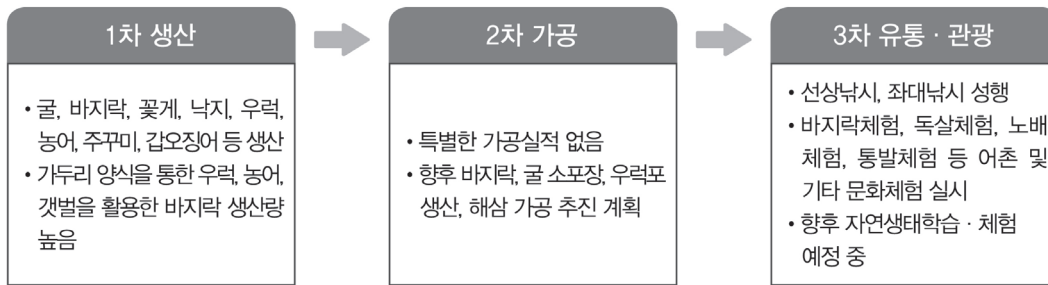 1차 생산
• 굴, 바지락, 꽃게, 낙지, 우럭,
농어, 주꾸미, 갑오징어 등 생산
• 가두리 양식을 통한 우럭, 농어,
갯벌을 활용한 바지락 생산량
높음
2차 가공
• 특별한 가공실적 없음
• 향후 바지락, 굴 소포장, 우럭포
생산, 해삼 가공 추진 계획
3차 유통 · 관광
• 선상낚시, 좌대낚시 성행
• 바지락체험, 독살체험, 노배
체험, 통발체험 등 어촌 및
기타 문화체험 실시
• 향후 자연생태학습 · 체험
예정 중